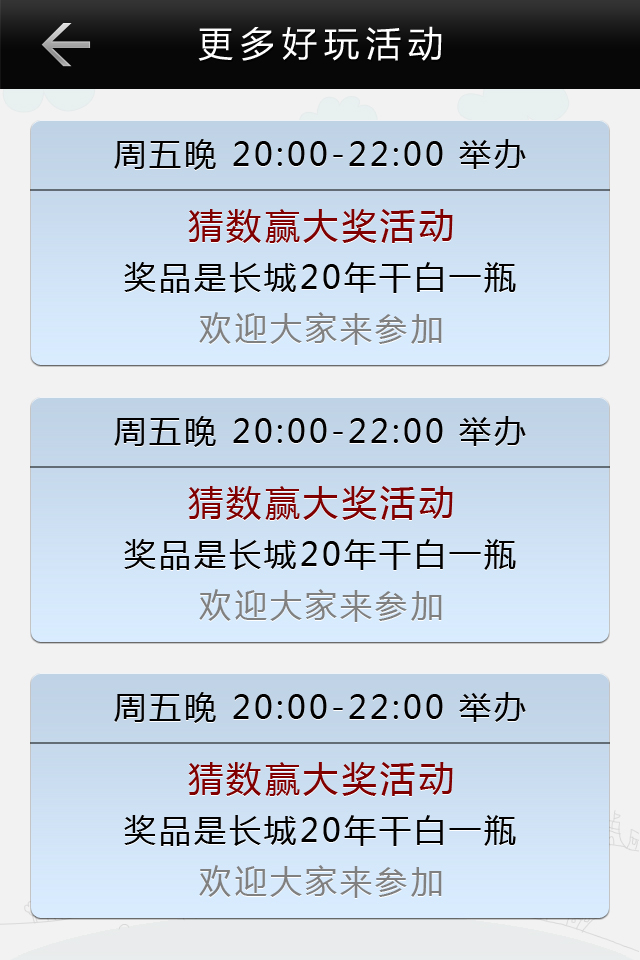 更多好玩活动
周五晚 20:00-22:00 举办
猜数赢大奖活动
奖品是长城20年干白一瓶
欢迎大家来参加
周五晚 20:00-22:00 举办
猜数赢大奖活动
奖品是长城20年干白一瓶
欢迎大家来参加
周五晚 20:00-22:00 举办
猜数赢大奖活动
奖品是长城20年干白一瓶
欢迎大家来参加